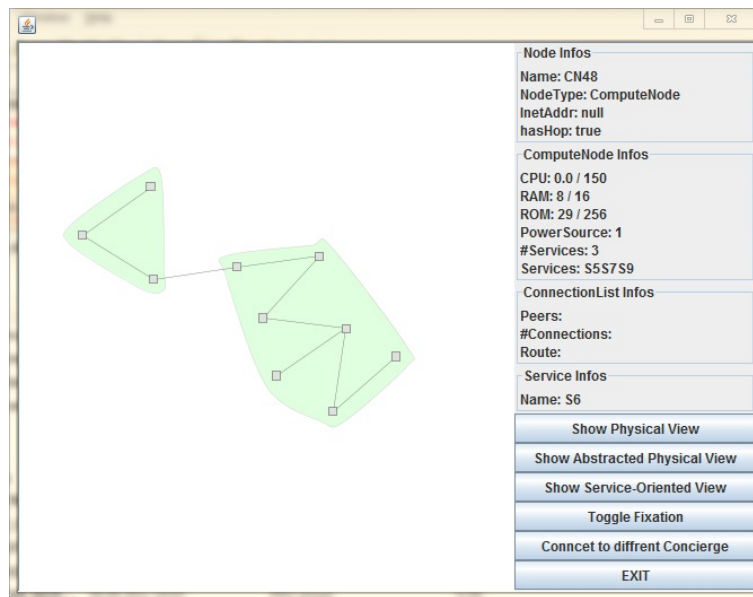 Node Infos
Name: CN48
NodeType: ComputeNode
InetAddr: null
hasHop: true
ComputeNode Infos
CPU: 0.0 / 150
RAM: 8 / 16
ROM: 29 / 256
PowerSource: 1
#Services: 3
Services: S5S7S9
ConnectionList Infos
Peers:
#Connections:
Route:
Service Infos
Name: S6
Show Physical View
Show Abstracted Physical View
Show Service-Oriented View
Toggle Fixation
Conncet to diffrent Concierge
EXIT